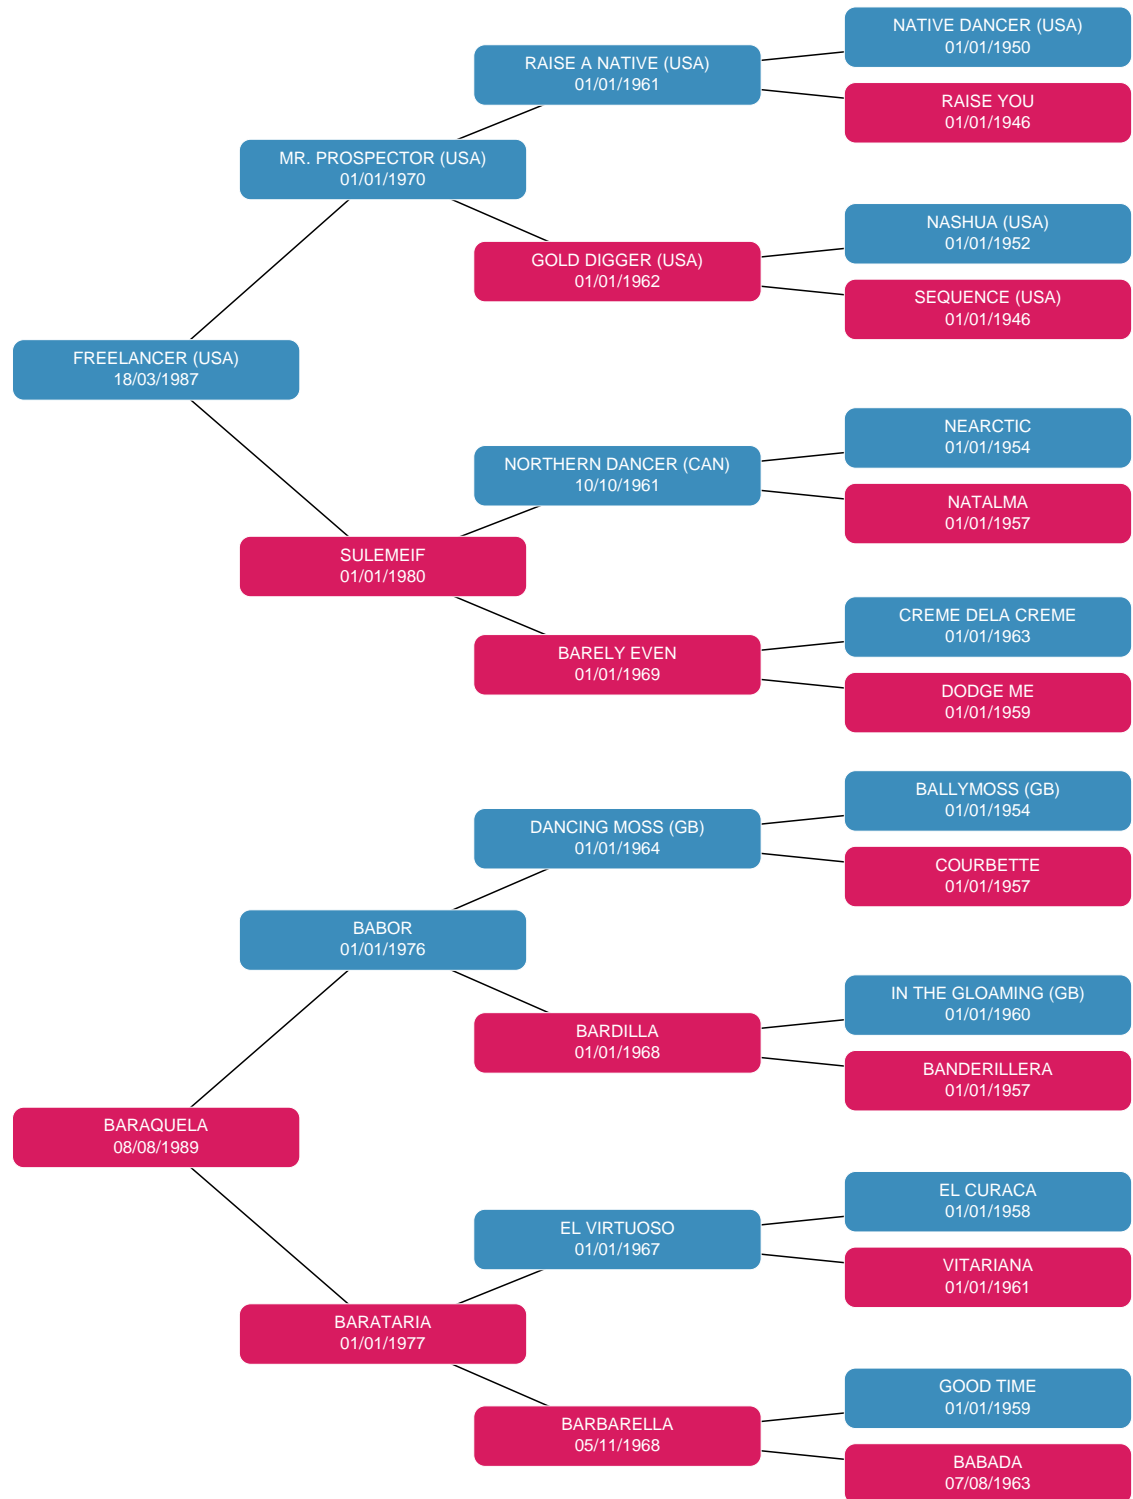 NATIVE DANCER (USA)
01/01/1950
RAISE A NATIVE (USA)
01/01/1961
RAISE YOU
01/01/1946
MR. PROSPECTOR (USA)
01/01/1970
NASHUA (USA)
01/01/1952
GOLD DIGGER (USA)
01/01/1962
SEQUENCE (USA)
01/01/1946
FREELANCER (USA)
18/03/1987
NEARCTIC
01/01/1954
NORTHERN DANCER (CAN)
10/10/1961
NATALMA
01/01/1957
SULEMEIF
01/01/1980
CREME DELA CREME
01/01/1963
BARELY EVEN
01/01/1969
DODGE ME
01/01/1959
BALLYMOSS (GB)
01/01/1954
DANCING MOSS (GB)
01/01/1964
COURBETTE
01/01/1957
BABOR
01/01/1976
IN THE GLOAMING (GB)
01/01/1960
BARDILLA
01/01/1968
BANDERILLERA
01/01/1957
BARAQUELA
08/08/1989
EL CURACA
01/01/1958
EL VIRTUOSO
01/01/1967
VITARIANA
01/01/1961
BARATARIA
01/01/1977
GOOD TIME
01/01/1959
BARBARELLA
05/11/1968
BABADA
07/08/1963